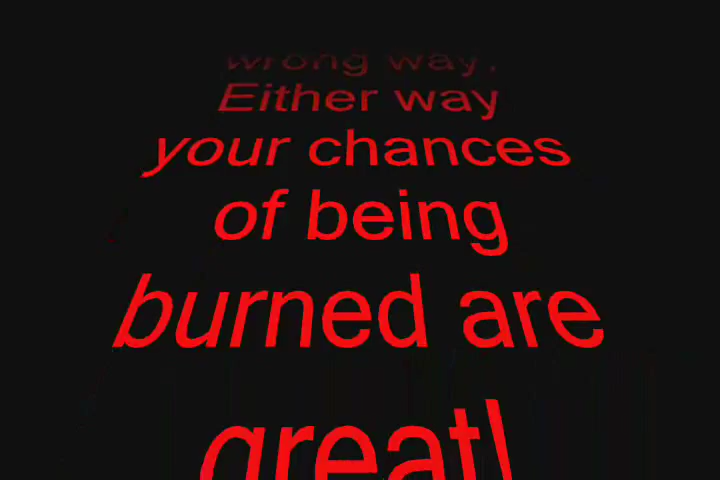 wrong way.
Either way
your chances
of being
burned are
great!